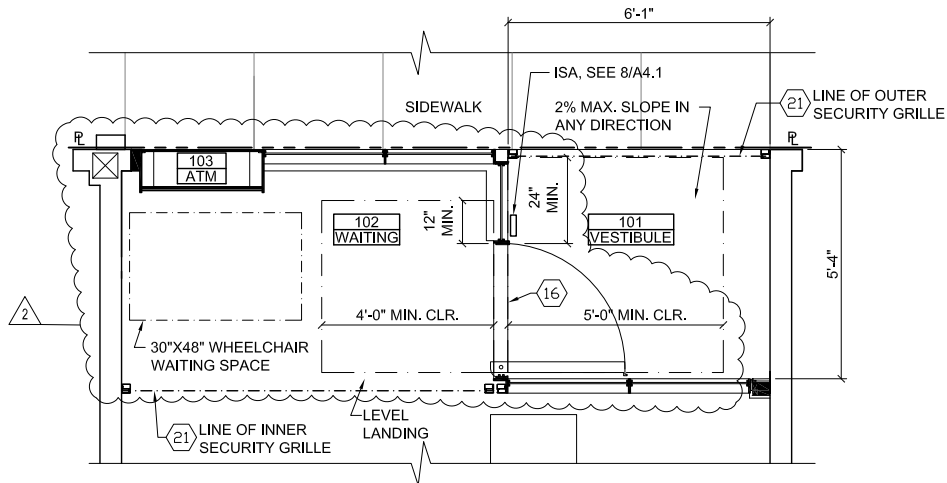 6'-1"
ISA, SEE 8/A4.1
SIDEWALK
2% MAX. SLOPE IN
ANY DIRECTION
21
LINE OF OUTER
SECURITY GRILLE
PL
PL
103
ATM
102
WAITING
12"
MIN.
24"
MIN.
101
VESTIBULE
5'-4"
16
2
4'-0" MIN. CLR.
5'-0" MIN. CLR.
30"X48" WHEELCHAIR
WAITING SPACE
LEVEL
LANDING
21
LINE OF INNER
SECURITY GRILLE